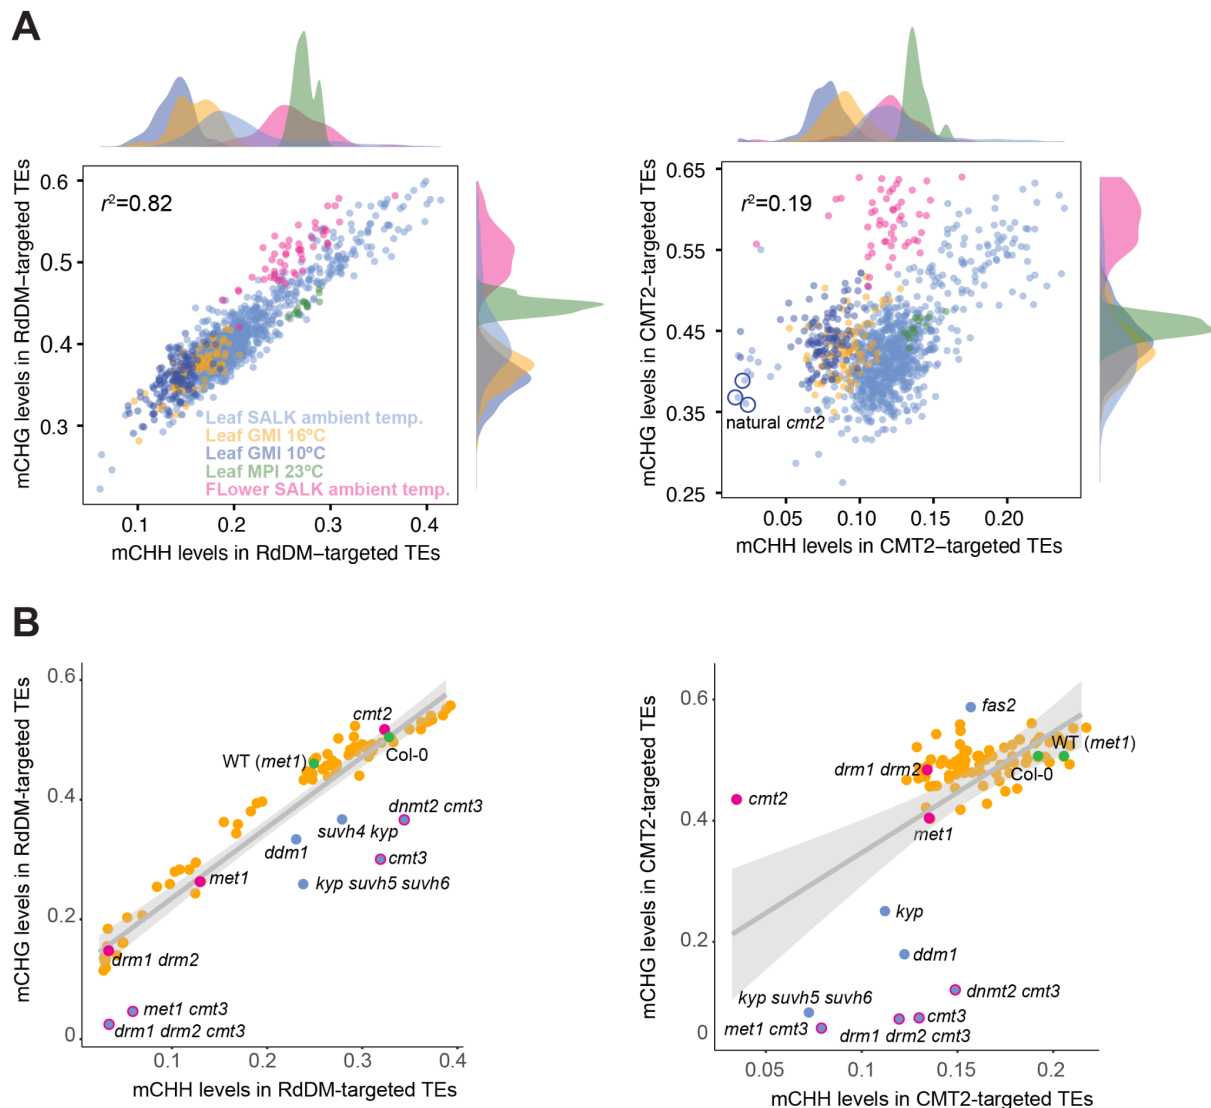 A
mCHG levels in RdDM−targeted TEs
0.6
0.5
0.4
0.3
r²=0.82
Leaf SALK ambient temp.
Leaf GMI 16ºC
Leaf GMI 10ºC
Leaf MPI 23ºC
FLower SALK ambient temp.
0.1 0.2 0.3 0.4
mCHH levels in RdDM−targeted TEs
mCHG levels in CMT2−targeted TEs
0.65
0.55
0.45
0.35
0.25
r²=0.19
natural cmt2
0.05 0.10 0.15 0.20
mCHH levels in CMT2−targeted TEs
B
mCHG levels in RdDM-targeted TEs
0.6
0.4
0.2
0
cmt2
WT (met1)
Col-0
dnmt2 cmt3
suvh4 kyp
ddm1
cmt3
met1
kyp suvh5 suvh6
drm1 drm2
met1 cmt3
drm1 drm2 cmt3
0.1 0.2 0.3 0.4
mCHH levels in RdDM-targeted TEs
mCHG levels in CMT2-targeted TEs
0.6
0.4
0.2
0
fas2
WT (met1)
drm1 drm2
Col-0
cmt2
met1
kyp
ddm1
dnmt2 cmt3
kyp suvh5 suvh6
cmt3
met1 cmt3
drm1 drm2 cmt3
0.05 0.1 0.15 0.2
mCHH levels in CMT2-targeted TEs